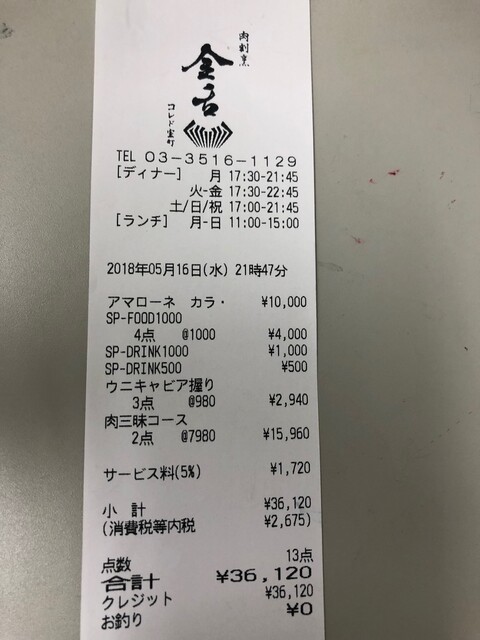 肉割烹
金舌
コレド室町
TEL 03-3516-1129
[ディナー] 月 17:30-21:45
火-金 17:30-22:45
土/日/祝 17:00-21:45
[ランチ] 月-日 11:00-15:00
2018年05月16日(水) 21時47分
アマローネ カラ・ ¥10,000
SP-FOOD1000
4点 @1000 ¥4,000
SP-DRINK1000 ¥1,000
SP-DRINK500 ¥500
ウニキャビア握り
3点 @980 ¥2,940
肉三昧コース
2点 @7980 ¥15,960
サービス料(5%) ¥1,720
小 計 ¥36,120
(消費税等内税 ¥2,675)
点数 13点
合計 ¥36,120
クレジット ¥36,120
お釣り ¥0